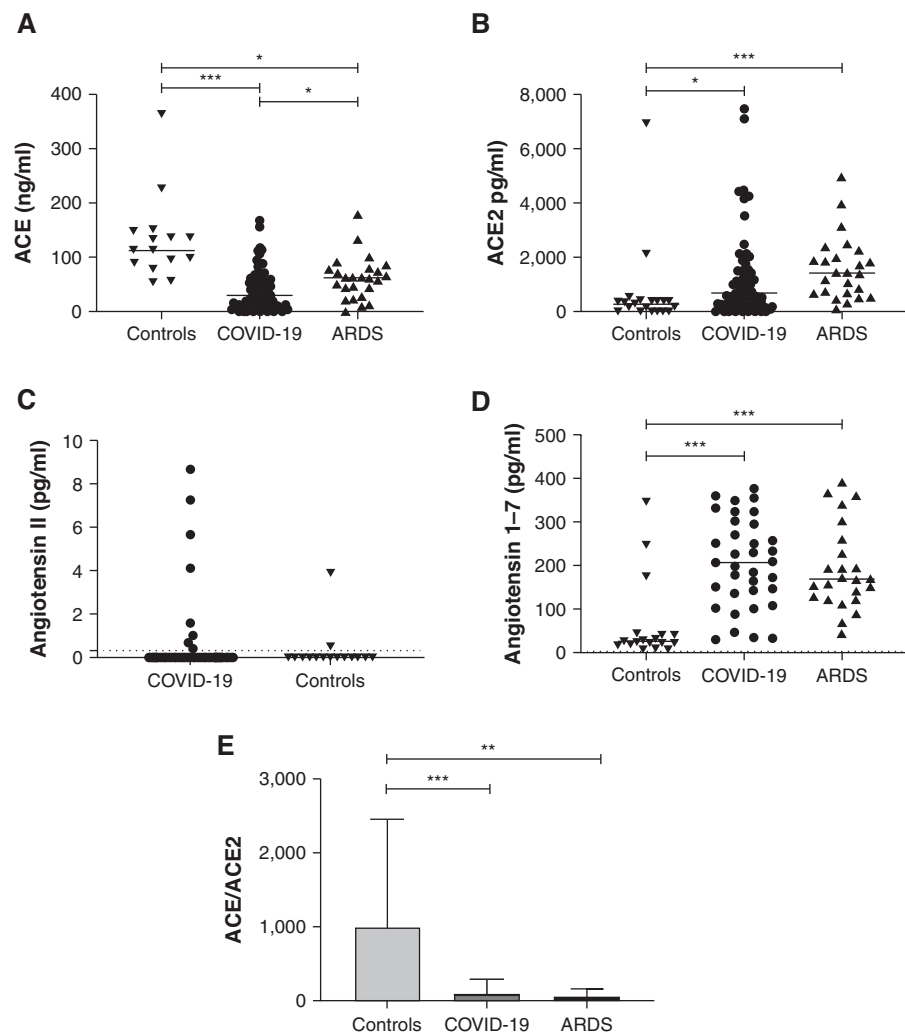 A
*
***
*
ACE (ng/ml)
400
300
200
100
0
Controls
COVID-19
ARDS
B
***
*
ACE2 pg/ml
8,000
6,000
4,000
2,000
0
Controls
COVID-19
ARDS
C
Angiotensin II (pg/ml)
10
8
6
4
2
0
COVID-19
Controls
D
***
***
Angiotensin 1–7 (pg/ml)
500
400
300
200
100
0
Controls
COVID-19
ARDS
E
**
***
ACE/ACE2
3,000
2,000
1,000
0
Controls
COVID-19
ARDS